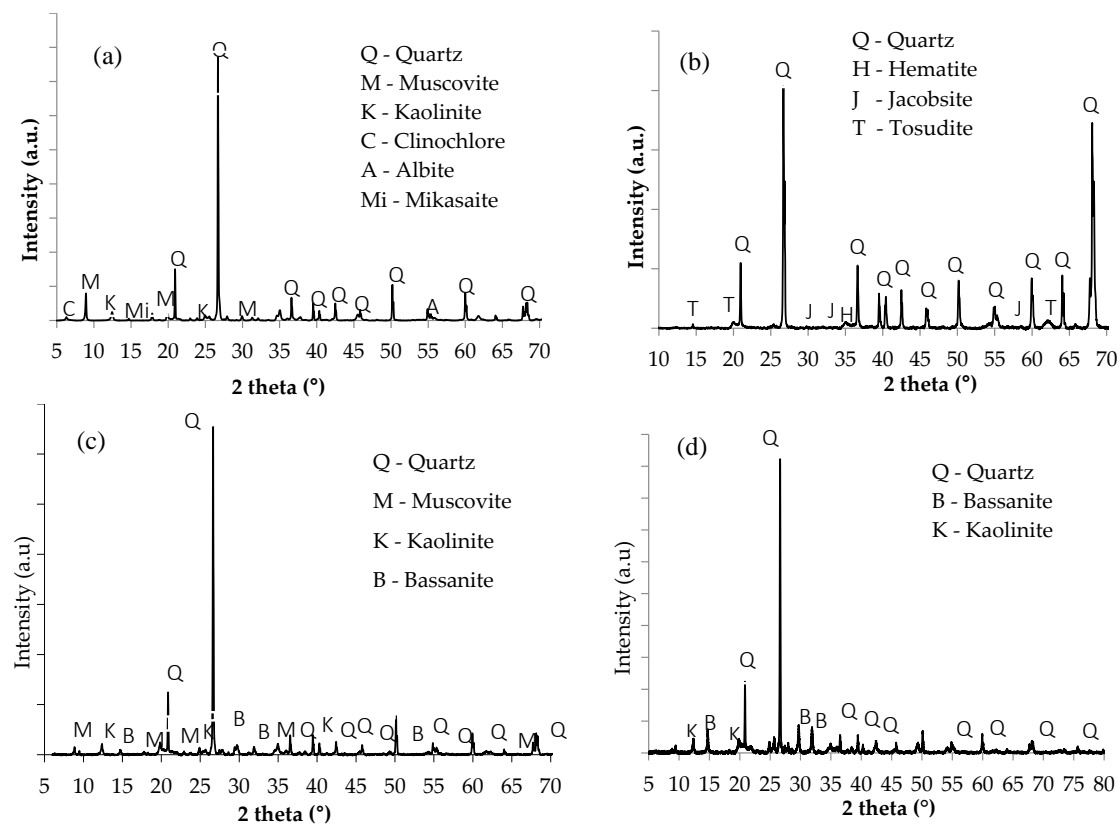 (a)
Q - Quartz
M - Muscovite
K - Kaolinite
C - Clinochlore
A - Albite
Mi - Mikasaite
Intensity (a.u.)
Q
C
M
K
Mi
M
Q
K
M
Q
Q
Q
Q
Q
A
Q
Q
5 10 15 20 25 30 35 40 45 50 55 60 65 70
2 theta (°)
(b)
Q - Quartz
H - Hematite
J - Jacobsite
T - Tosudite
Intensity (a.u.)
T
T
Q
Q
J
J
H
Q
Q
Q
Q
Q
Q
J
Q
T
Q
Q
10 15 20 25 30 35 40 45 50 55 60 65 70
2 theta (°)
(c)
Q - Quartz
M - Muscovite
K - Kaolinite
B - Bassanite
Intensity (a.u)
M
K
B
M
Q
M
Q
K
B
B
M
Q
K
Q
Q
Q
B
Q
Q
Q
M
Q
5 10 15 20 25 30 35 40 45 50 55 60 65 70
2 theta (°)
(d)
Q - Quartz
B - Bassanite
K - Kaolinite
Intensity (a.u)
K
B
K
Q
Q
B
B
Q
Q
Q
Q
Q
Q
Q
5 10 15 20 25 30 35 40 45 50 55 60 65 70 75 80
2 theta (°)